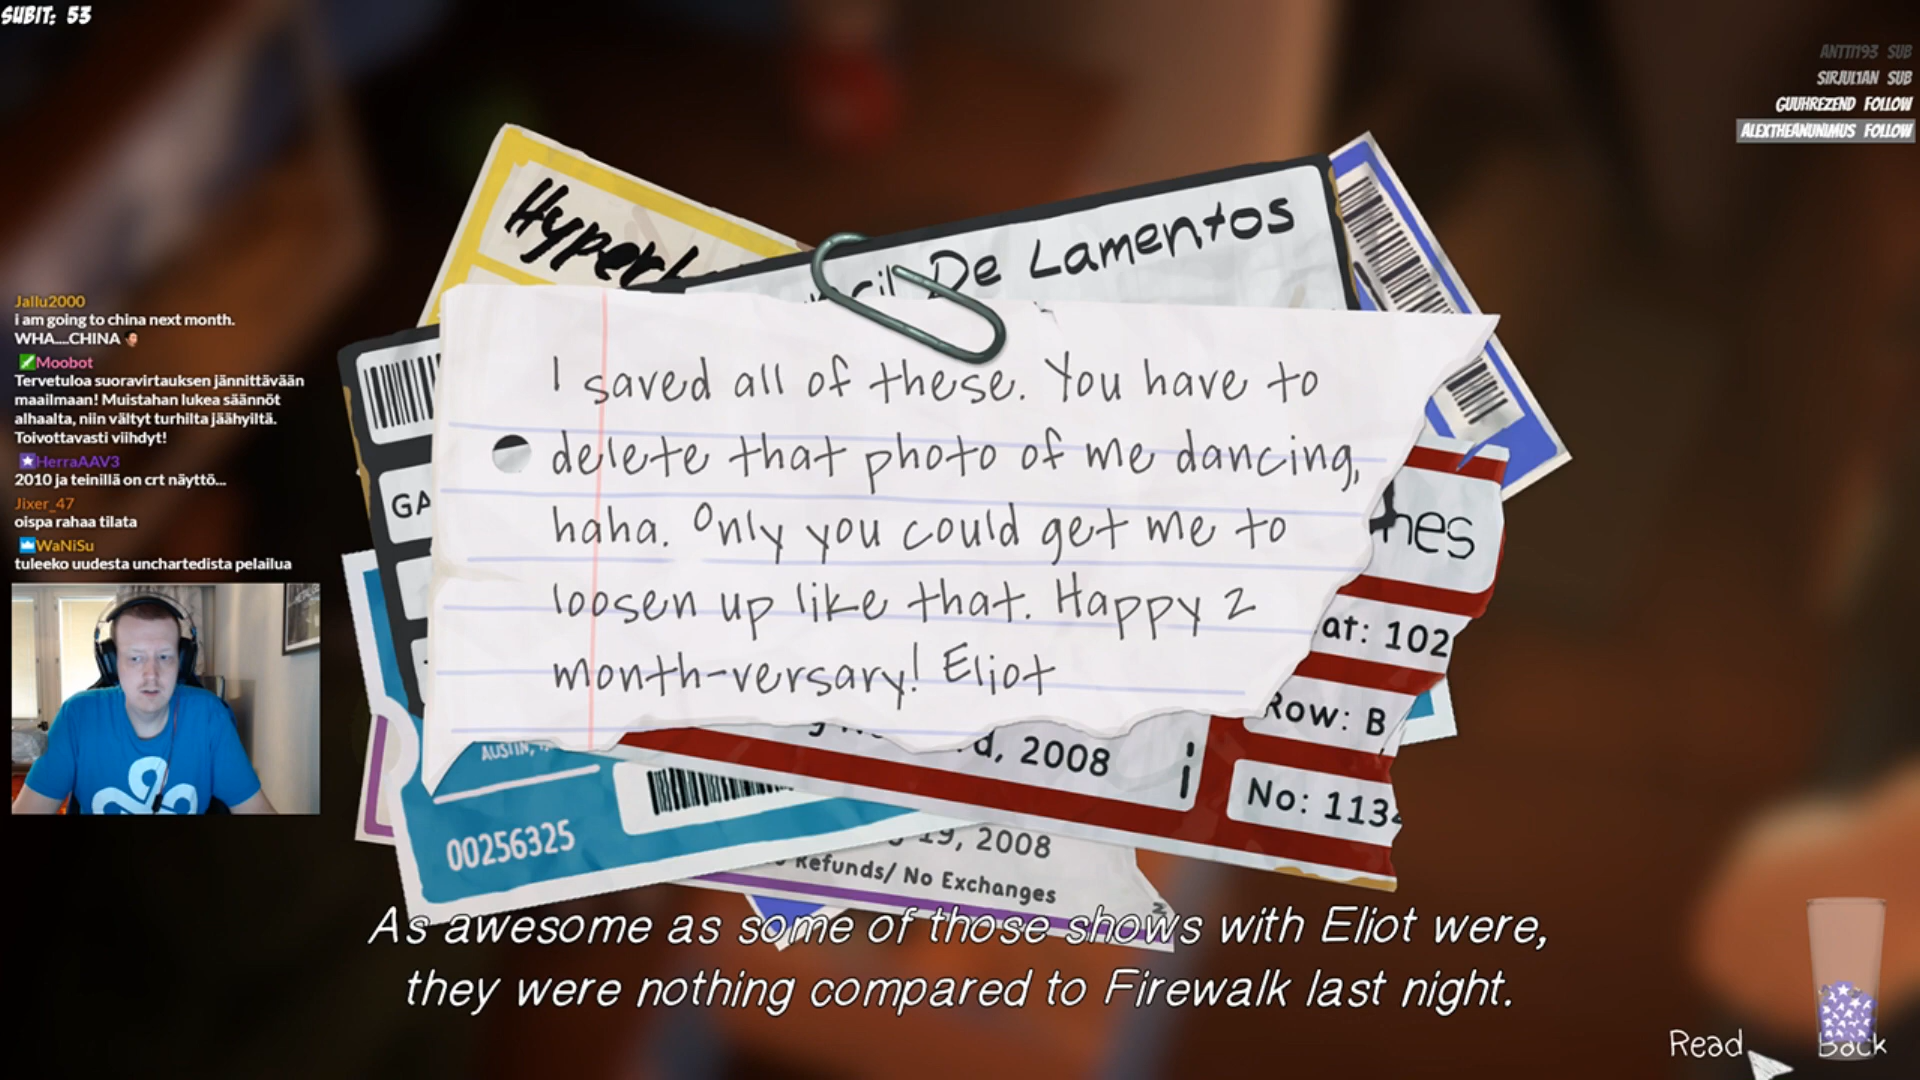 SUBIT: 53
ANTTI193 SUB
SIRJUL1AN SUB
GUUHREZEND FOLLOW
ALEXTHEANUNIMUS FOLLOW
De Lamentos
I saved all of these. You have to
delete that photo of me dancing,
haha. Only you could get me to
loosen up like that. Happy 2
month-versary! Eliot
GA
hes
at: 102
Row: B
No: 1134
d, 2008
AUSTIN,
00256325
19, 2008
Refunds/ No Exchanges
Jallu2000
i am going to china next month.
WHA....CHINA
Moobot
Tervetuloa suoravirtauksen jännittävään
maailmaan! Muistahan lukea säännöt
alhaalta, niin vältyt turhilta jäähyiltä.
Toivottavasti viihdyt!
HerraAAV3
2010 ja teinillä on crt näyttö...
Jixer_47
oispa rahaa tilata
WaNiSu
tuleeko uudesta unchartedista pelailua
As awesome as some of those shows with Eliot were,
they were nothing compared to Firewalk last night.
Read
Back